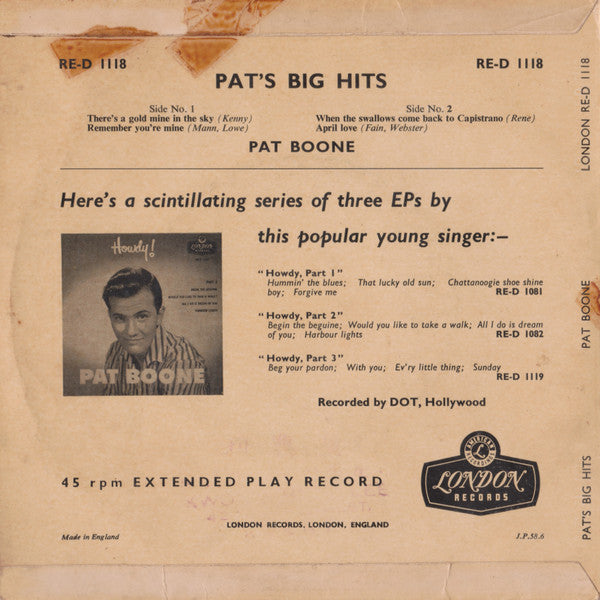 RE-D 1118
RE-D 1118
PAT'S BIG HITS
Side No. 1
There's a gold mine in the sky (Kenny)
Remember you're mine (Mann, Lowe)
Side No. 2
When the swallows come back to Capistrano (Rene)
April love (Fain, Webster)
PAT BOONE
Here's a scintillating series of three EPs by
this popular young singer:–
Howdy!
LONDON
PAT BOONE
"Howdy, Part 1"
Hummin' the blues; That lucky old sun; Chattanoogie shoe shine
boy; Forgive me RE-D 1081
"Howdy, Part 2"
Begin the beguine; Would you like to take a walk; All I do is dream
of you; Harbour lights RE-D 1082
"Howdy, Part 3"
Beg your pardon; With you; Ev'ry little thing; Sunday
RE-D 1119
Recorded by DOT, Hollywood
45 rpm EXTENDED PLAY RECORD
AMERICAN
RECORDINGS
LONDON
RECORDS
LONDON RECORDS, LONDON, ENGLAND
Made in England
J.P.58.6
LONDON RE-D 1118
PAT BOONE
PAT'S BIG HITS